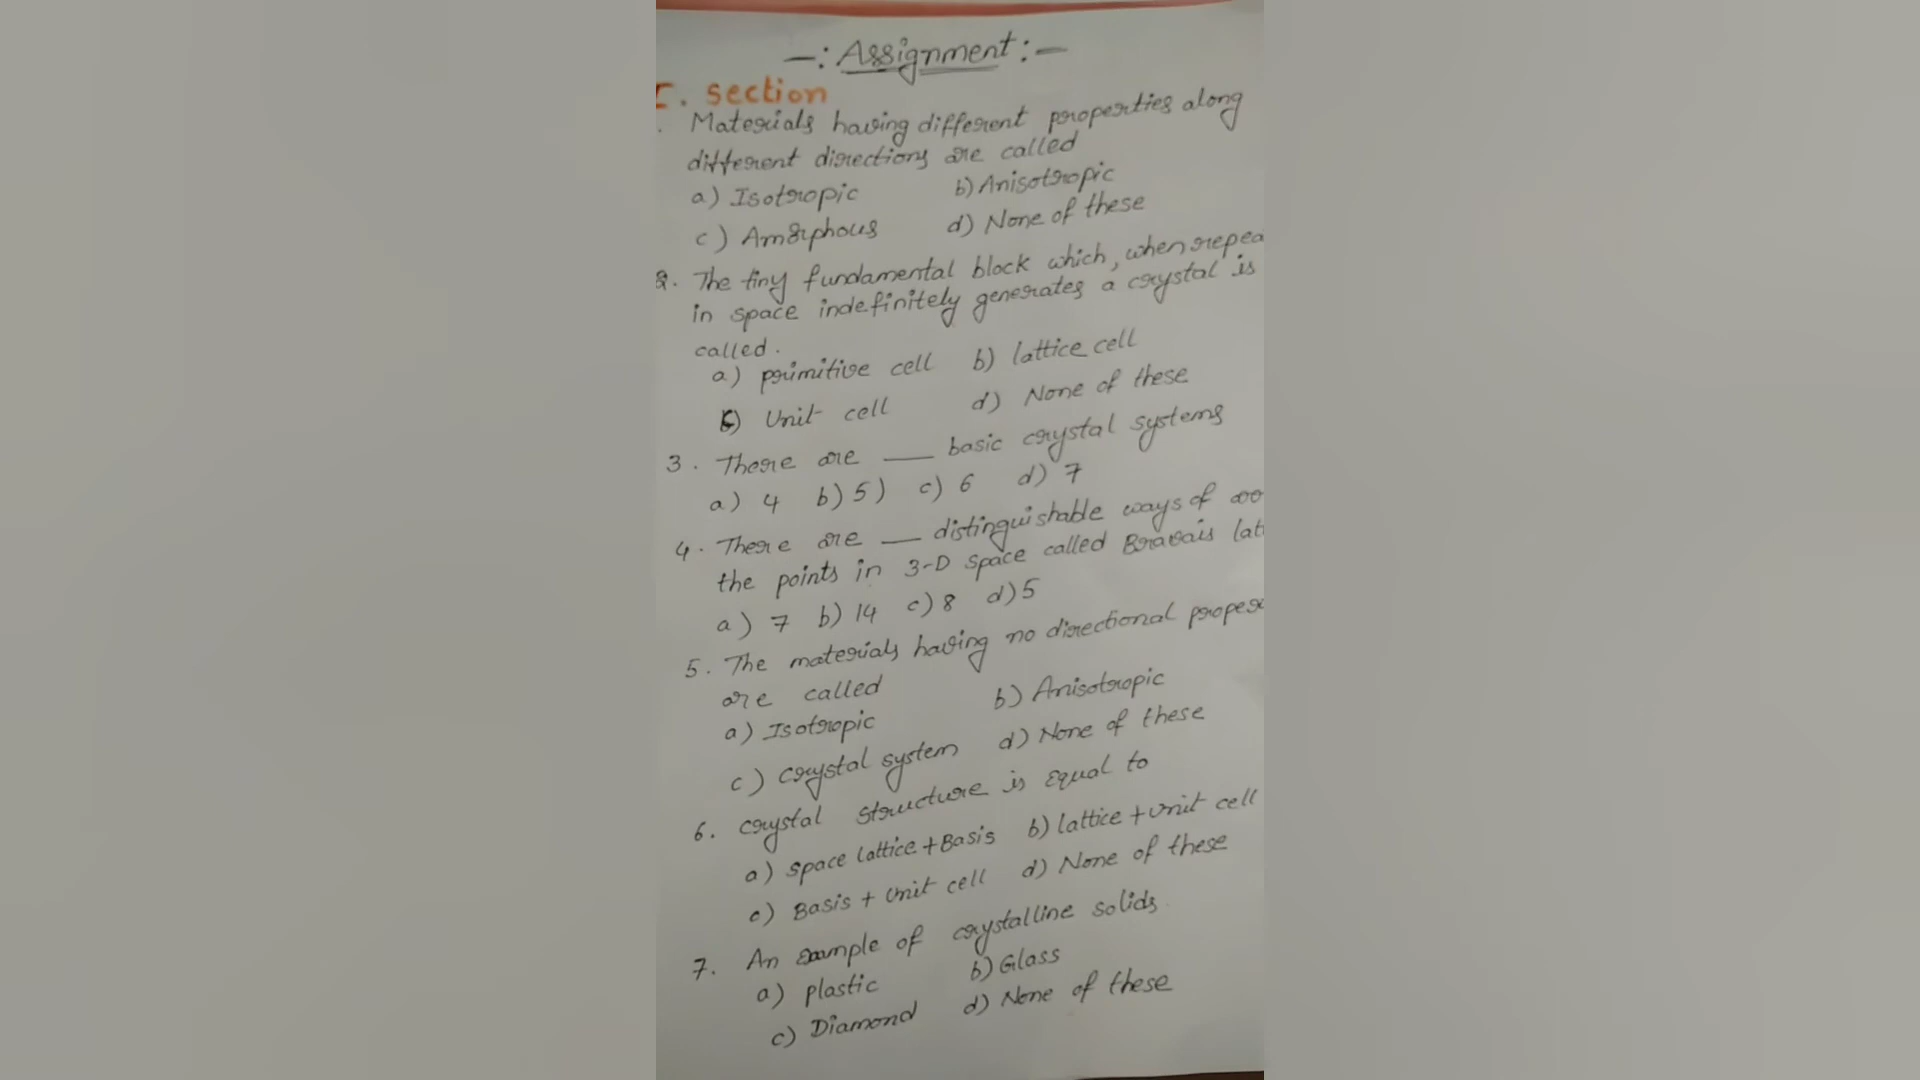 —: Assignment :—
I. section
. Materials having different properties along
different directions are called
a) Isotropic b) Anisotropic
c) Amorphous d) None of these
2. The tiny fundamental block which, when repea
in space indefinitely generates a crystal is
called.
a) primitive cell b) lattice cell
c) Unit cell d) None of these
3. There are ___ basic crystal systems
a) 4 b) 5) c) 6 d) 7
4. There are ___ distinguishable ways of
the points in 3-D space called Bravais lat
a) 7 b) 14 c) 8 d) 5
5. The materials having no directional proper
are called
a) Isotropic b) Anisotropic
c) crystal system d) None of these
6. crystal structure is Equal to
a) space lattice + Basis b) lattice + unit cell
c) Basis + Unit cell d) None of these
7. An Example of crystalline solids.
a) plastic b) Glass
c) Diamond d) None of these